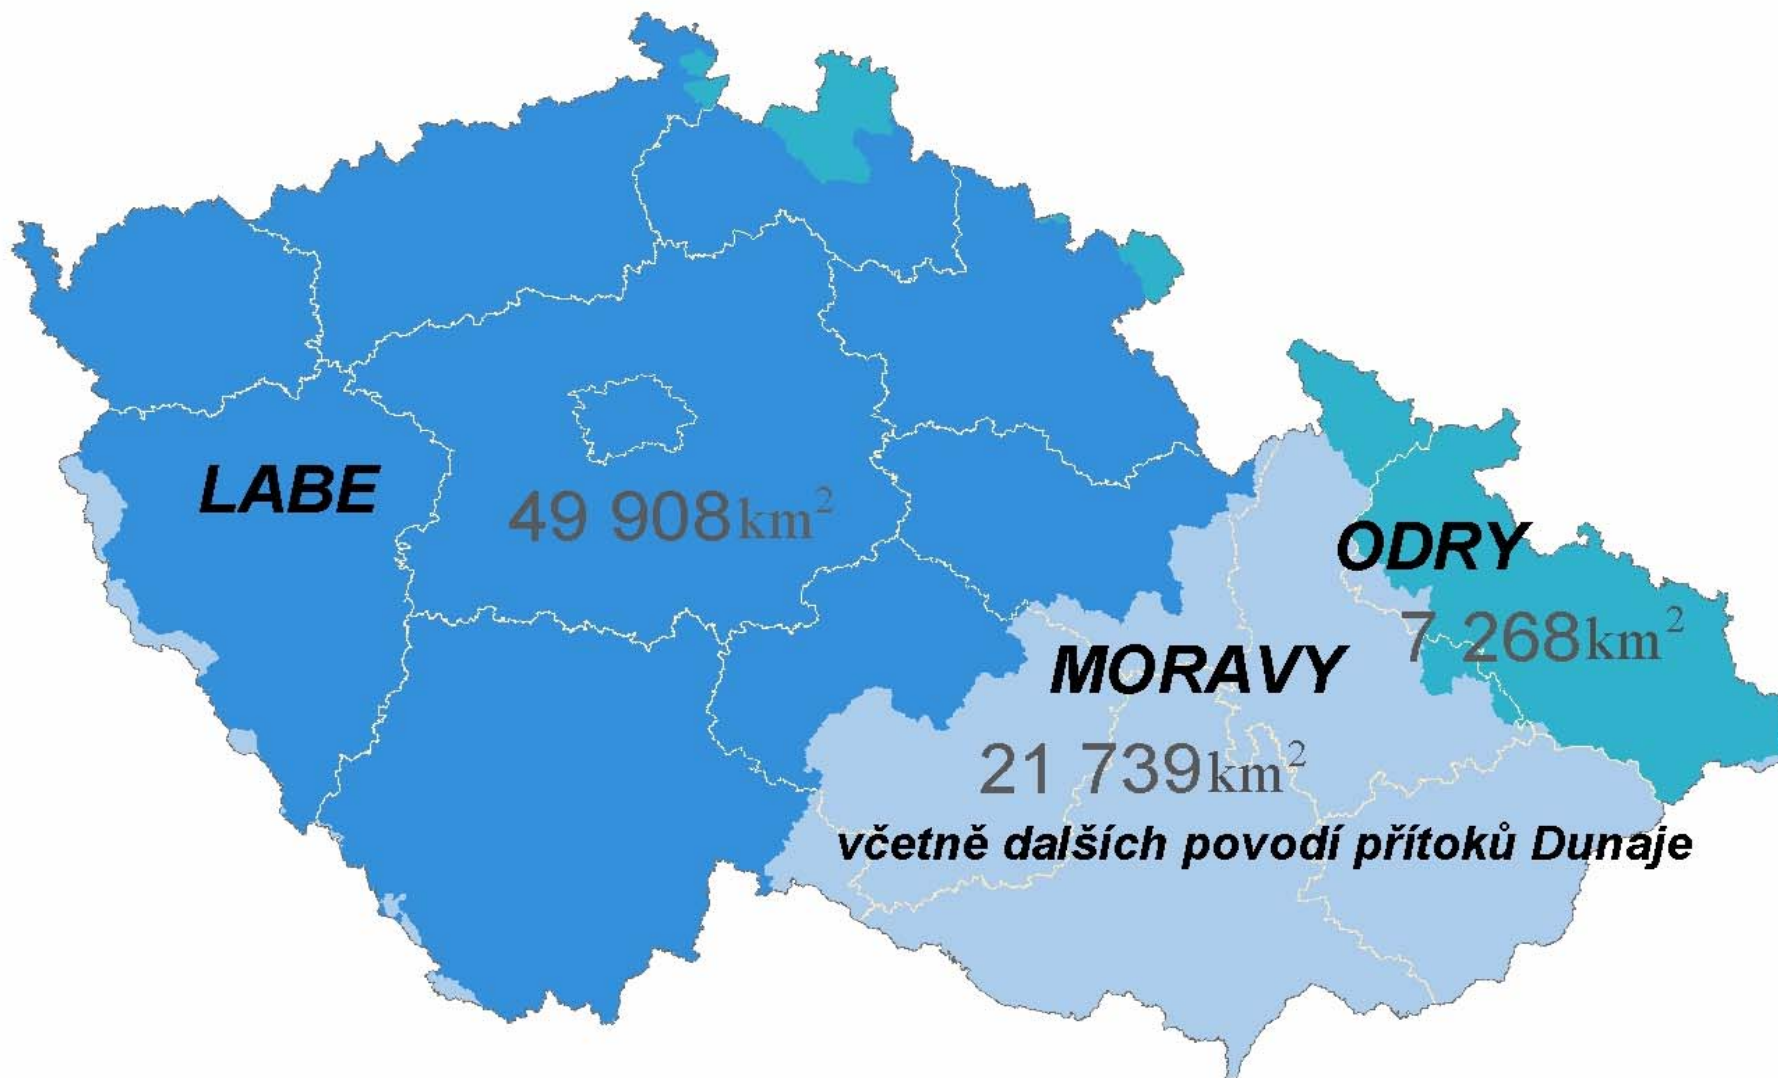 LABE
49 908km²
ODRY
7 268km²
MORAVY
21 739km²
včetně dalších povodí přítoků Dunaje